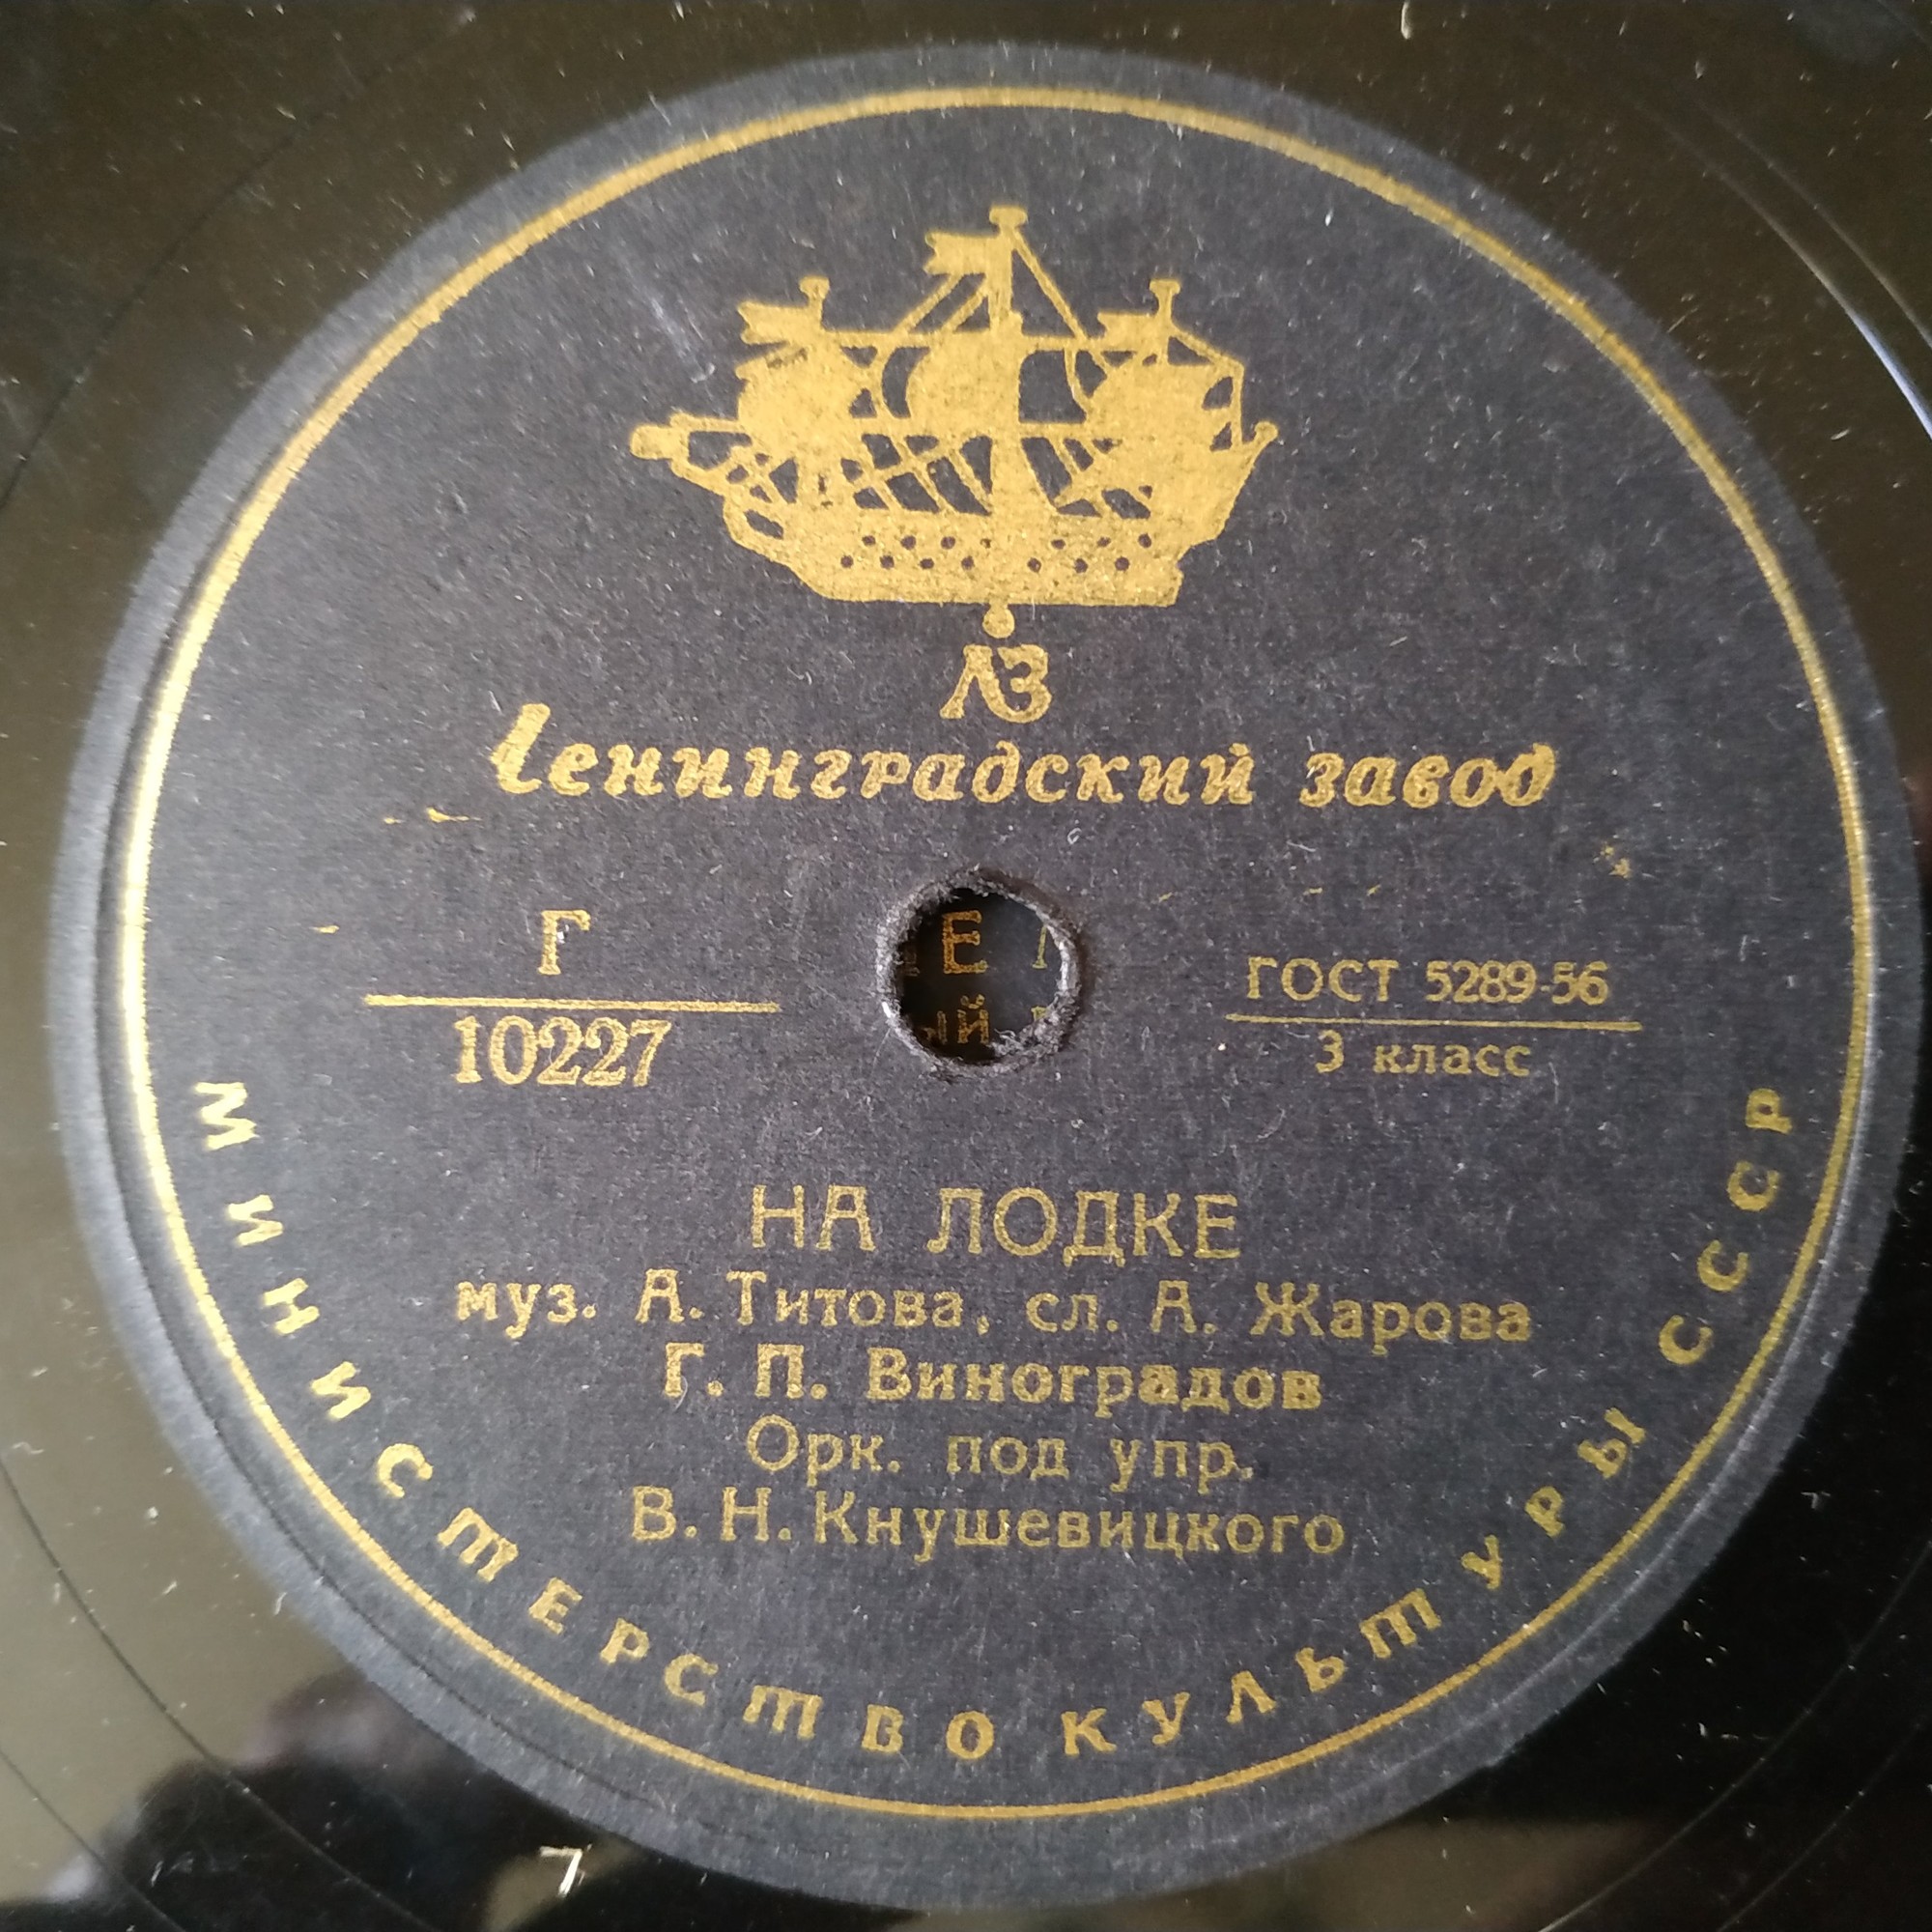 ЛЗ
Ленинградский завод
Г
10227
ГОСТ 5289-56
3 класс
НА ЛОДКЕ
муз. А. Титова, сл. А. Жарова
Г. П. Виноградов
Орк. под упр.
В. Н. Кнушевицкого
МИНИСТЕРСТВО КУЛЬТУРЫ СССР